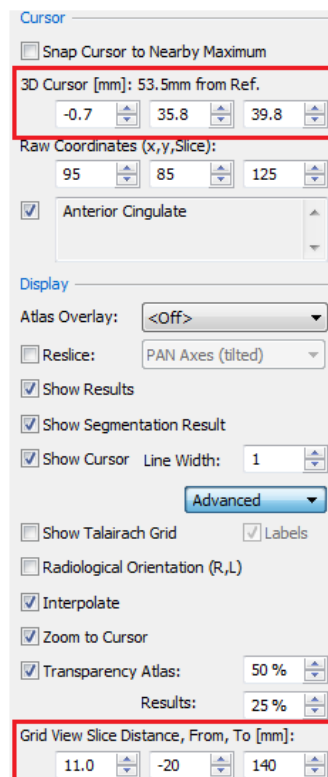 Cursor
Snap Cursor to Nearby Maximum
3D Cursor [mm]: 53.5mm from Ref.
-0.7 35.8 39.8
Raw Coordinates (x,y,Slice):
95 85 125
Anterior Cingulate
Display
Atlas Overlay: <Off>
Reslice: PAN Axes (tilted)
Show Results
Show Segmentation Result
Show Cursor Line Width: 1
Advanced
Show Talairach Grid Labels
Radiological Orientation (R,L)
Interpolate
Zoom to Cursor
Transparency Atlas: 50 %
Results: 25 %
Grid View Slice Distance, From, To [mm]:
11.0 -20 140